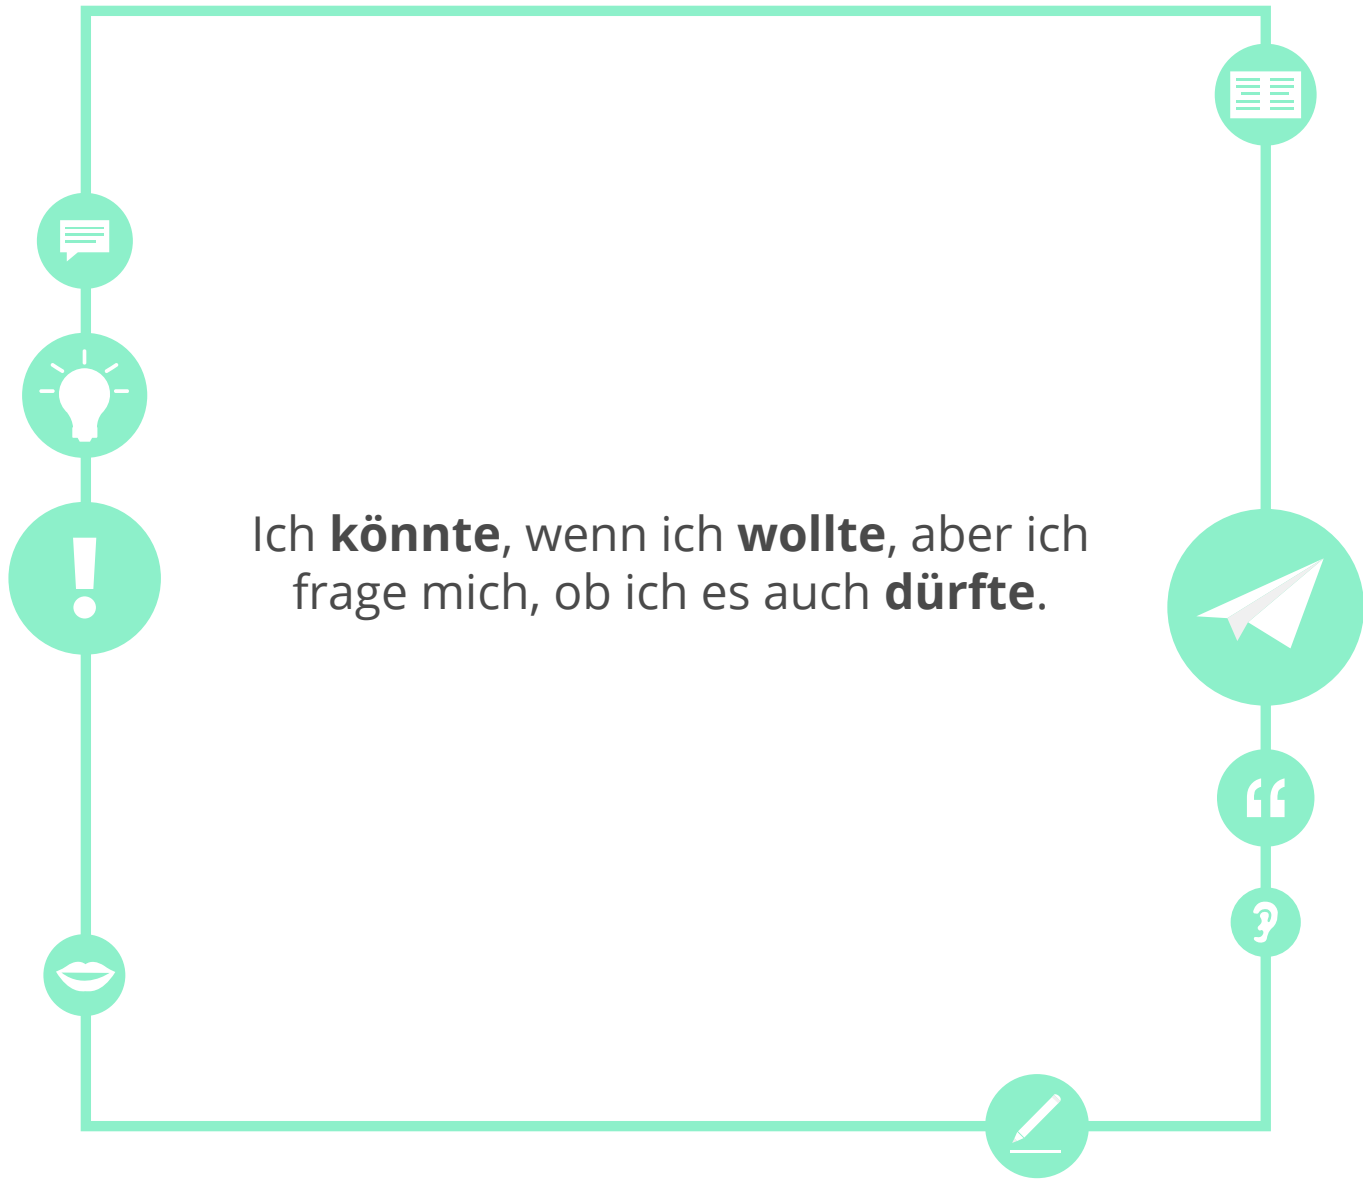 Ich könnte, wenn ich wollte, aber ich
frage mich, ob ich es auch dürfte.